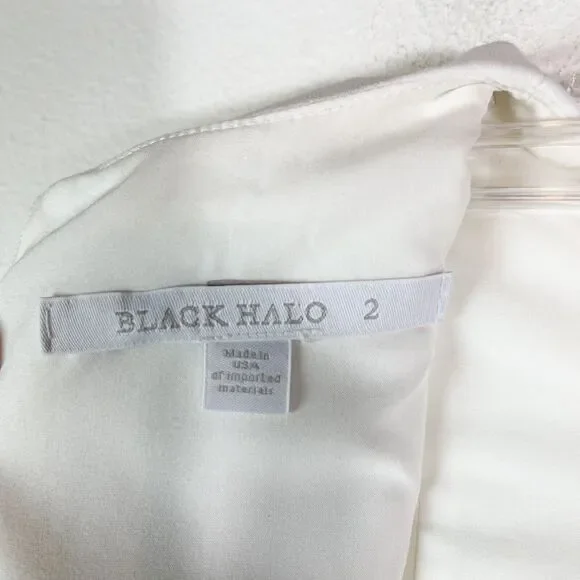 BLACK HALO 2
Made in
USA
of imported
materials